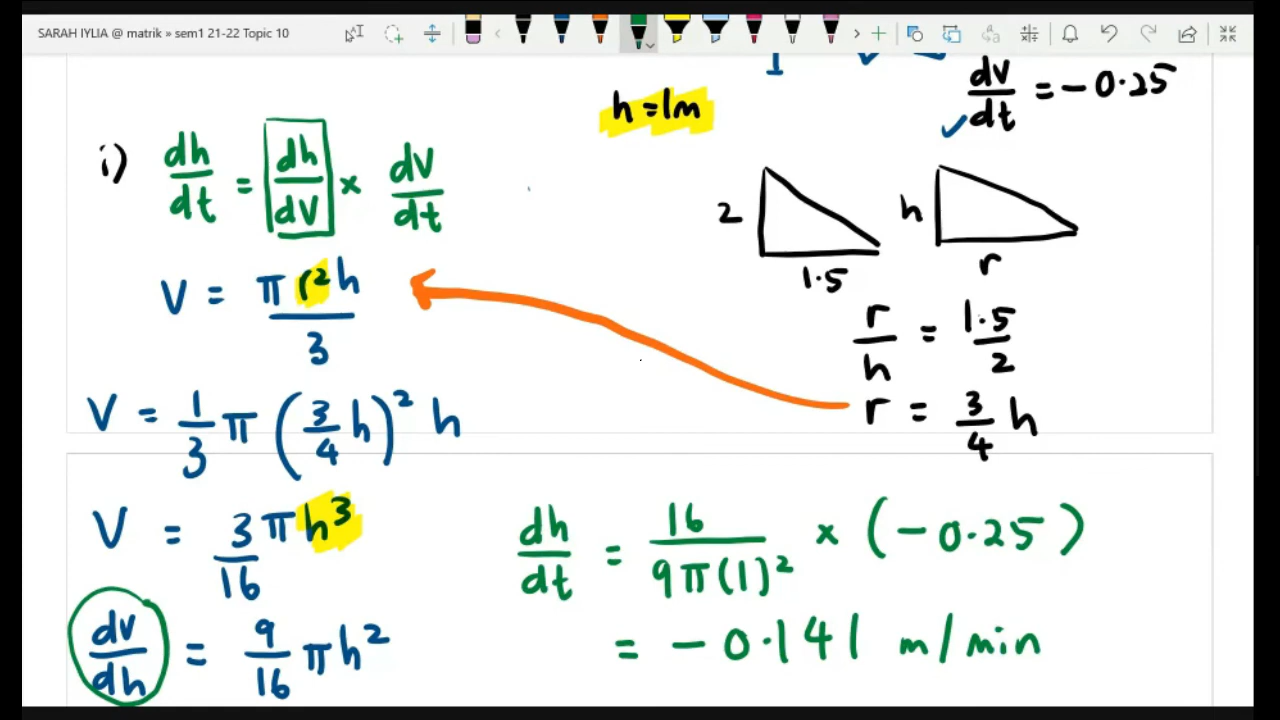 SARAH IYLIA @ matrik » sem1 21-22 Topic 10
h = 1m
dv/dt = -0.25
i) dh/dt = dh/dV × dV/dt
2
1.5
h
r
V = πr²h/3
r/h = 1.5/2
r = 3/4 h
V = 1/3 π (3/4 h)² h
V = 3/16 πh³
dv/dh = 9/16 πh²
dh/dt = 16/9π(1)² × (-0.25)
= -0.141 m/min